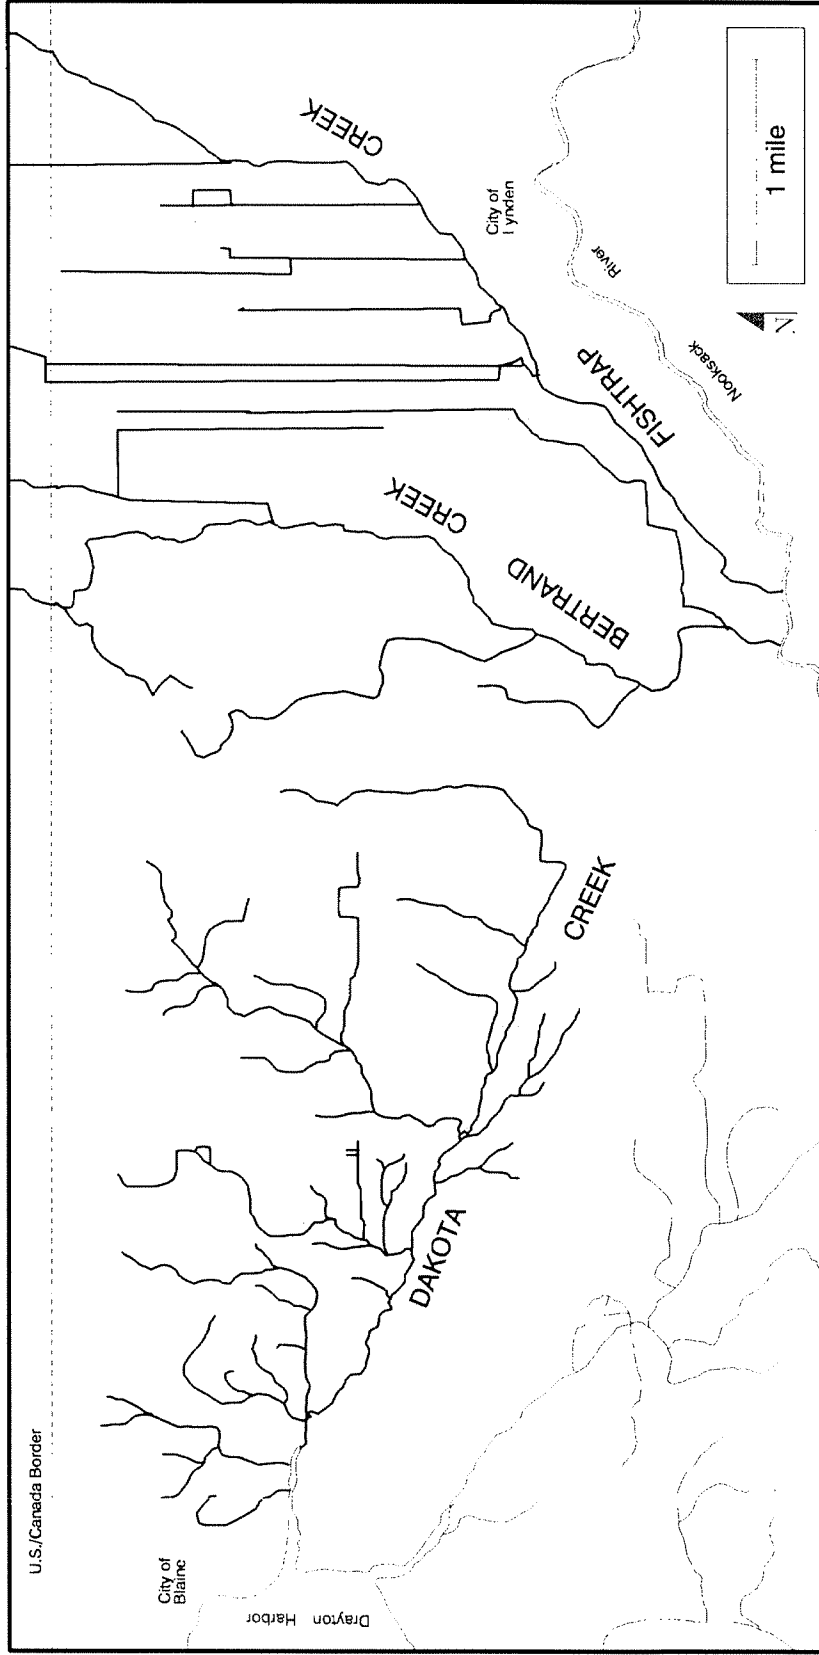 U.S./Canada Border
City of
Blaine
Drayton Harbor
DAKOTA
CREEK
BERTRAND
CREEK
FISHTRAP
CREEK
City of
Lynden
Nooksack
River
N
1 mile